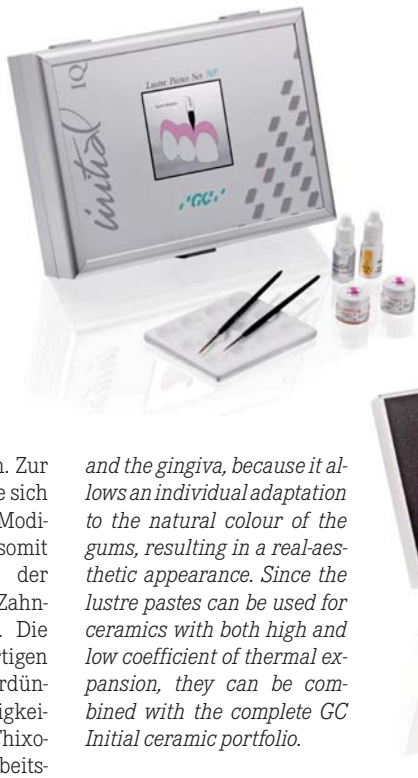 Lustre Pastes Set
initial IQ
GC
n. Zur
e sich
Modi-
somit
der
Zahn-
. Die
tigen
rdün-
igkei-
Thixo-
beits-
and the gingiva, because it al-
lows an individual adaptation
to the natural colour of the
gums, resulting in a real-aes-
thetic appearance. Since the
lustre pastes can be used for
ceramics with both high and
low coefficient of thermal ex-
pansion, they can be com-
bined with the complete GC
Initial ceramic portfolio.